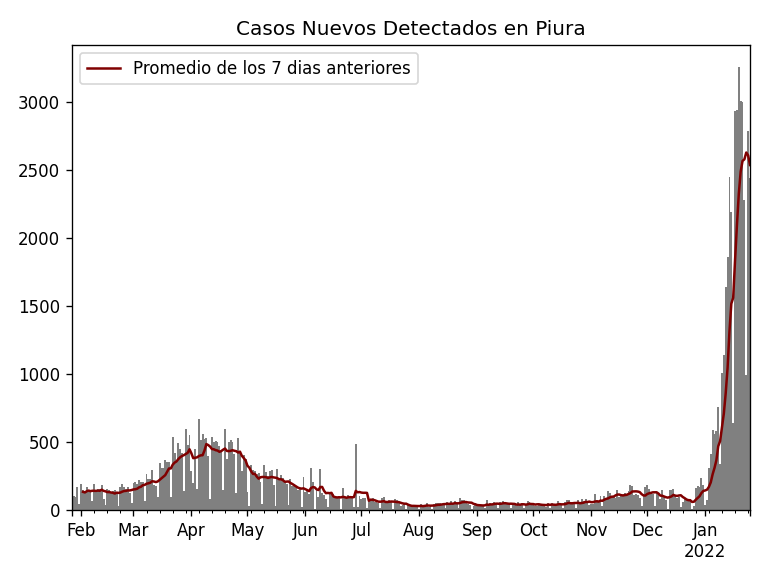 Casos Nuevos Detectados en Piura
Promedio de los 7 dias anteriores
3000
2500
2000
1500
1000
500
0
Feb Mar Apr May Jun Jul Aug Sep Oct Nov Dec Jan
2022